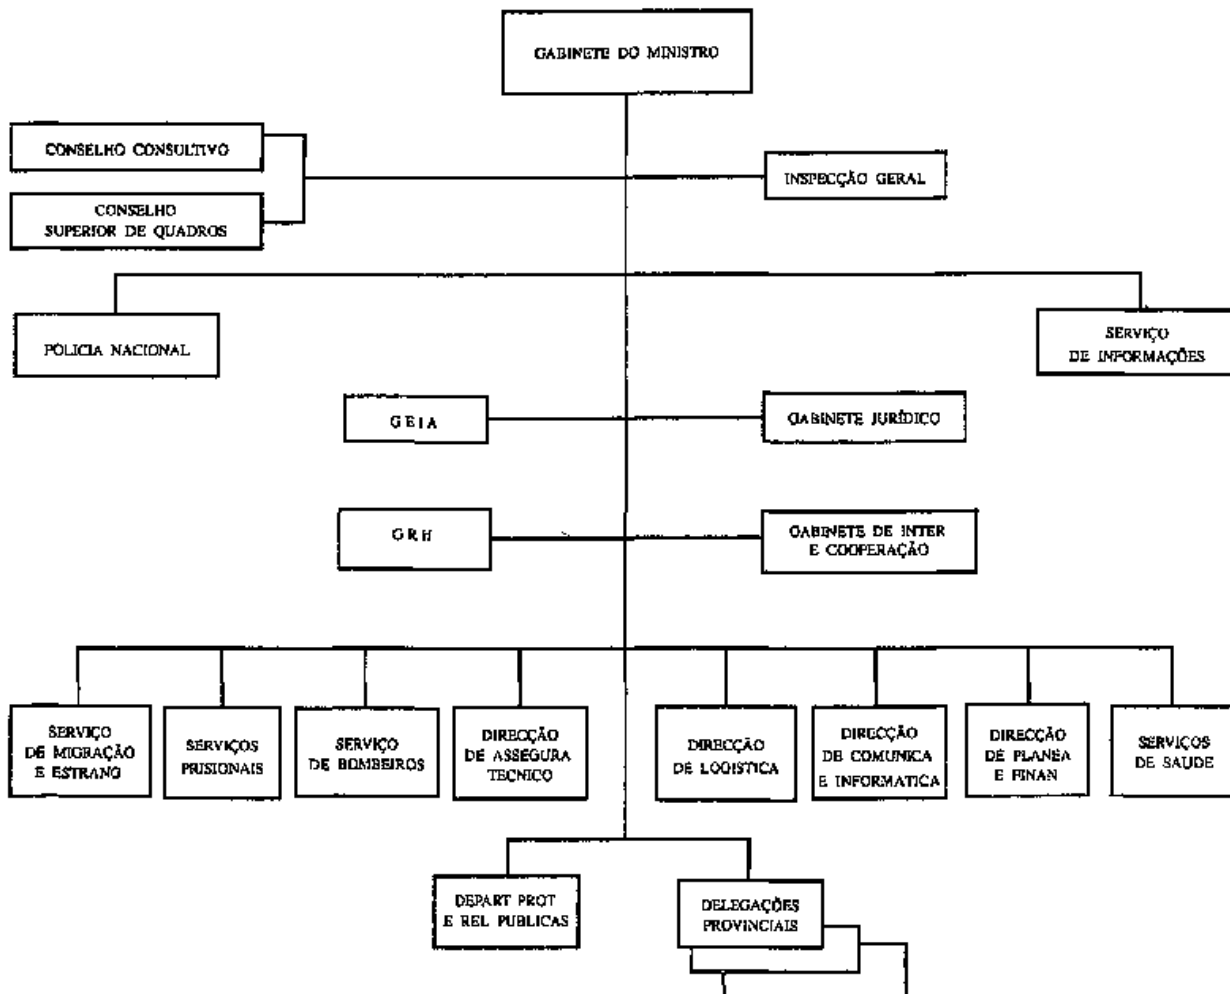 GABINETE DO MINISTRO
CONSELHO CONSULTIVO
INSPECÇÃO GERAL
CONSELHO
SUPERIOR DE QUADROS
POLICIA NACIONAL
SERVIÇO
DE INFORMAÇÕES
GEIA
GABINETE JURÍDICO
GRH
GABINETE DE INTER
E COOPERAÇÃO
SERVIÇO
DE MIGRAÇÃO
E ESTRANG
SERVIÇOS
PRISIONAIS
SERVIÇO
DE BOMBEIROS
DIRECÇÃO
DE ASSEGURA
TECNICO
DIRECÇÃO
DE LOGISTICA
DIRECÇÃO
DE COMUNICA
E INFORMATICA
DIRECÇÃO
DE PLANEA
E FINAN
SERVIÇOS
DE SAUDE
DEPART PROT
E REL PUBLICAS
DELEGAÇÕES
PROVINCIAIS